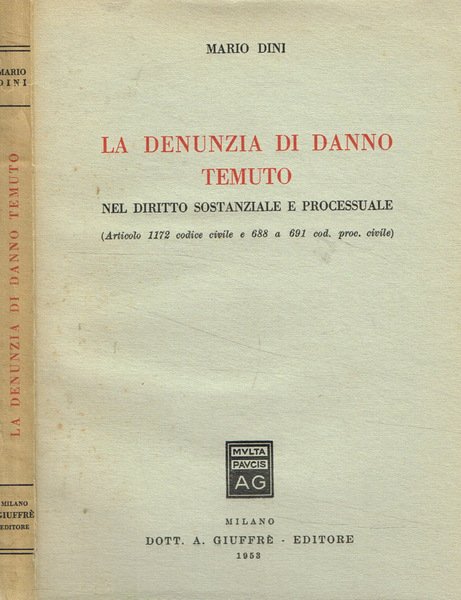 MARIO
DINI
LA DENUNZIA DI DANNO TEMUTO
MILANO
GIUFFRÈ
EDITORE
MARIO DINI
LA DENUNZIA DI DANNO
TEMUTO
NEL DIRITTO SOSTANZIALE E PROCESSUALE
(Articolo 1172 codice civile e 688 a 691 cod. proc. civile)
MVLTA
PAVCIS
AG
MILANO
DOTT. A. GIUFFRÈ - EDITORE
1953